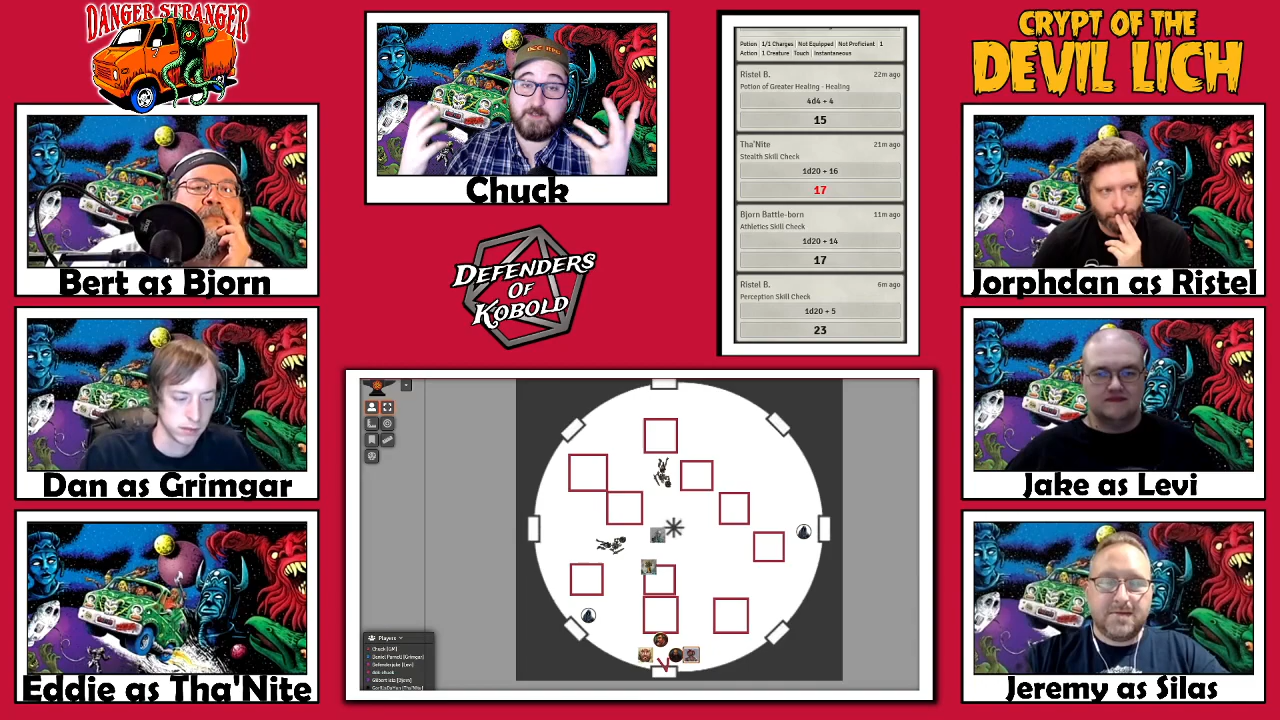 DANGER STRANGER
CRYPT OF THE
DEVIL LICH
Chuck
Bert as Bjorn
Jorphdan as Ristel
DEFENDERS
OF
KOBOLD
Potion 1/1 Charges Not Equipped Not Proficient 1
Action 1 Creature Touch Instantaneous
Ristel B. 22m ago
Potion of Greater Healing - Healing
4d4 + 4
15
Tha'Nite 21m ago
Stealth Skill Check
1d20 + 16
17
Bjorn Battle-born 11m ago
Athletics Skill Check
1d20 + 14
17
Ristel B. 6m ago
Perception Skill Check
1d20 + 5
23
Dan as Grimgar
Jake as Levi
Players
Chuck [GM]
Eddie as Tha'Nite
Jeremy as Silas